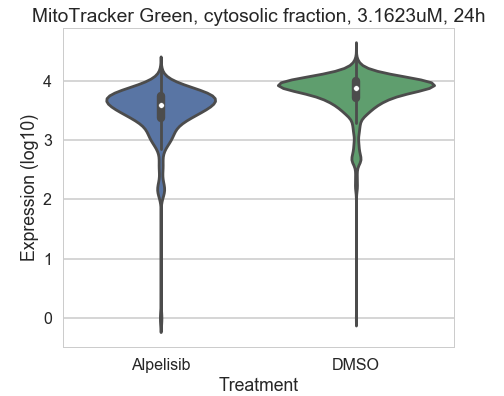 MitoTracker Green, cytosolic fraction, 3.1623uM, 24h
Expression (log10)
4
3
2
1
0
Alpelisib DMSO
Treatment